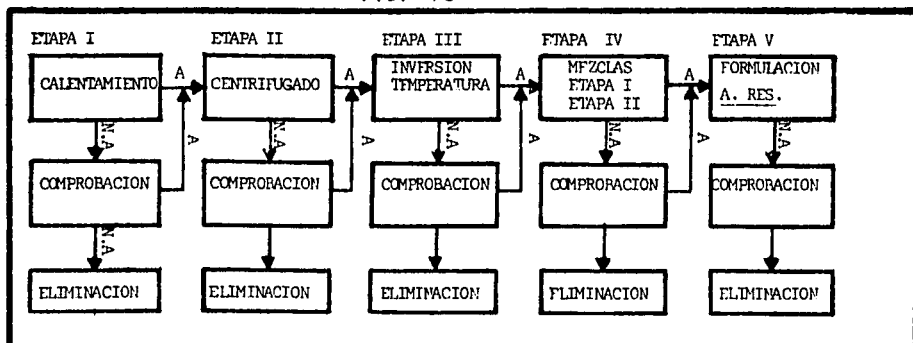 ETAPA I
ETAPA II
ETAPA III
ETAPA IV
ETAPA V
CALENTAMIENTO
A
CENTRIFUGADO
A
INVERSION
TEMPERATURA
A
MEZCLAS
ETAPA I
ETAPA II
A
FORMULACION
A. RES.
N.A
A
N.A
A
A
A
N.A
COMPROBACION
COMPROBACION
COMPROBACION
COMPROBACION
COMPROBACION
N.A
ELIMINACION
ELIMINACION
ELIMINACION
ELIMINACION
ELIMINACION